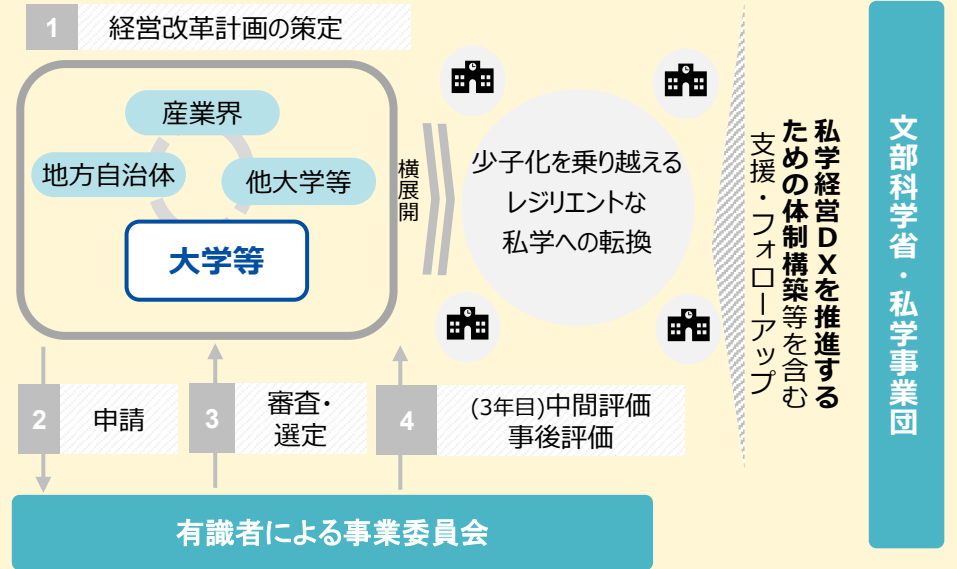 1 経営改革計画の策定
産業界
地方自治体
他大学等
大学等
横展開
少子化を乗り越える
レジリエントな
私学への転換
私学経営DXを推進する
ための体制構築等を含む
支援・フォローアップ
文部科学省・私学事業団
2 申請
3 審査・
選定
4 (3年目)中間評価
事後評価
有識者による事業委員会